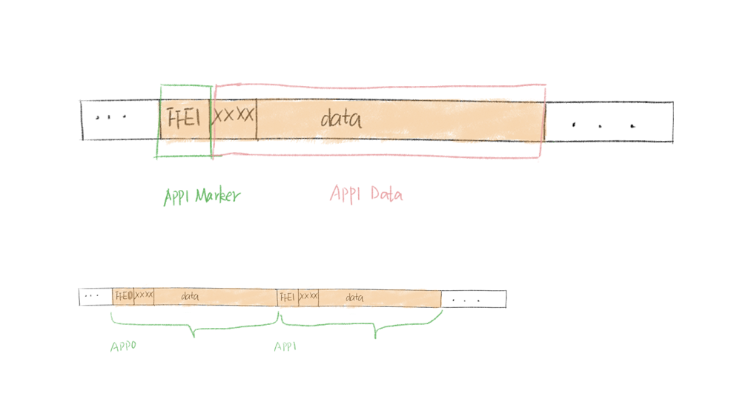 ... FFE1 XXXX data ...
APP1 Marker APP1 Data
... FFE0 XXXX data FFE1 XXXX data ...
APP0 APP1